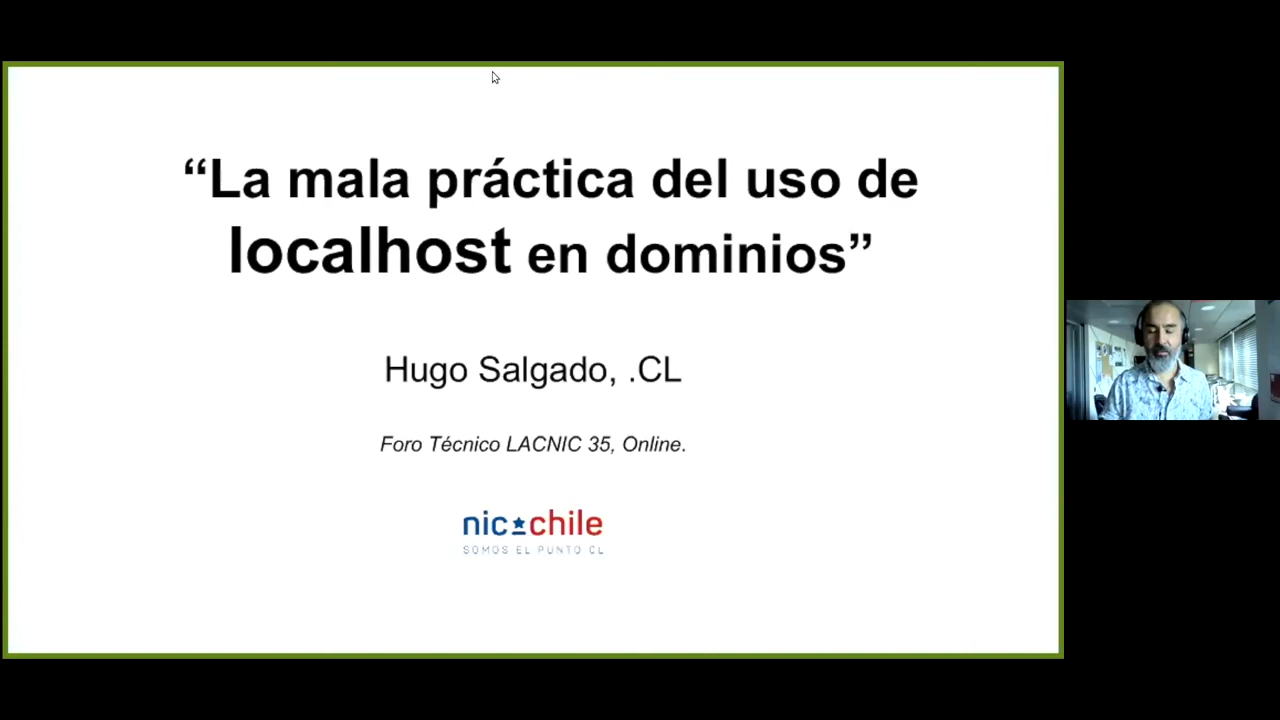 “La mala práctica del uso de
localhost en dominios”
Hugo Salgado, .CL
Foro Técnico LACNIC 35, Online.
nic chile
SOMOS EL PUNTO CL